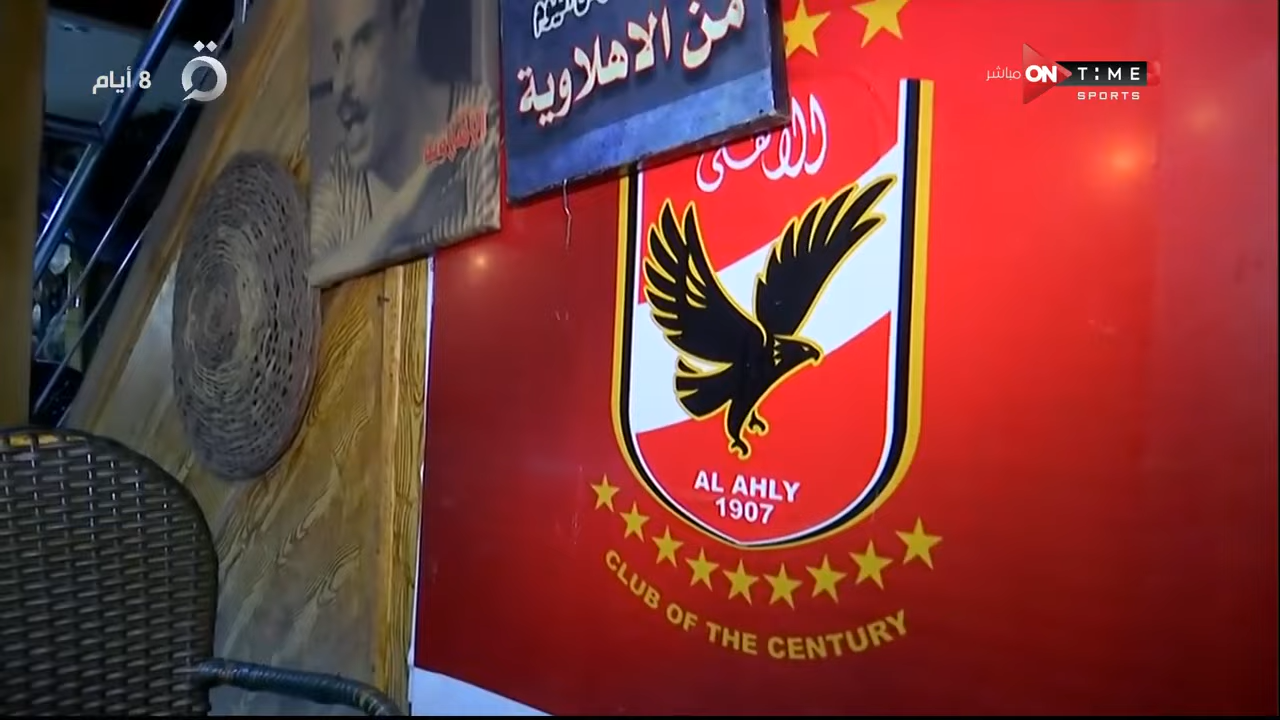 8 أيام
مباشر ON TIME
SPORTS
من الاهلاوية
الأهلي
AL AHLY
1907
CLUB OF THE CENTURY